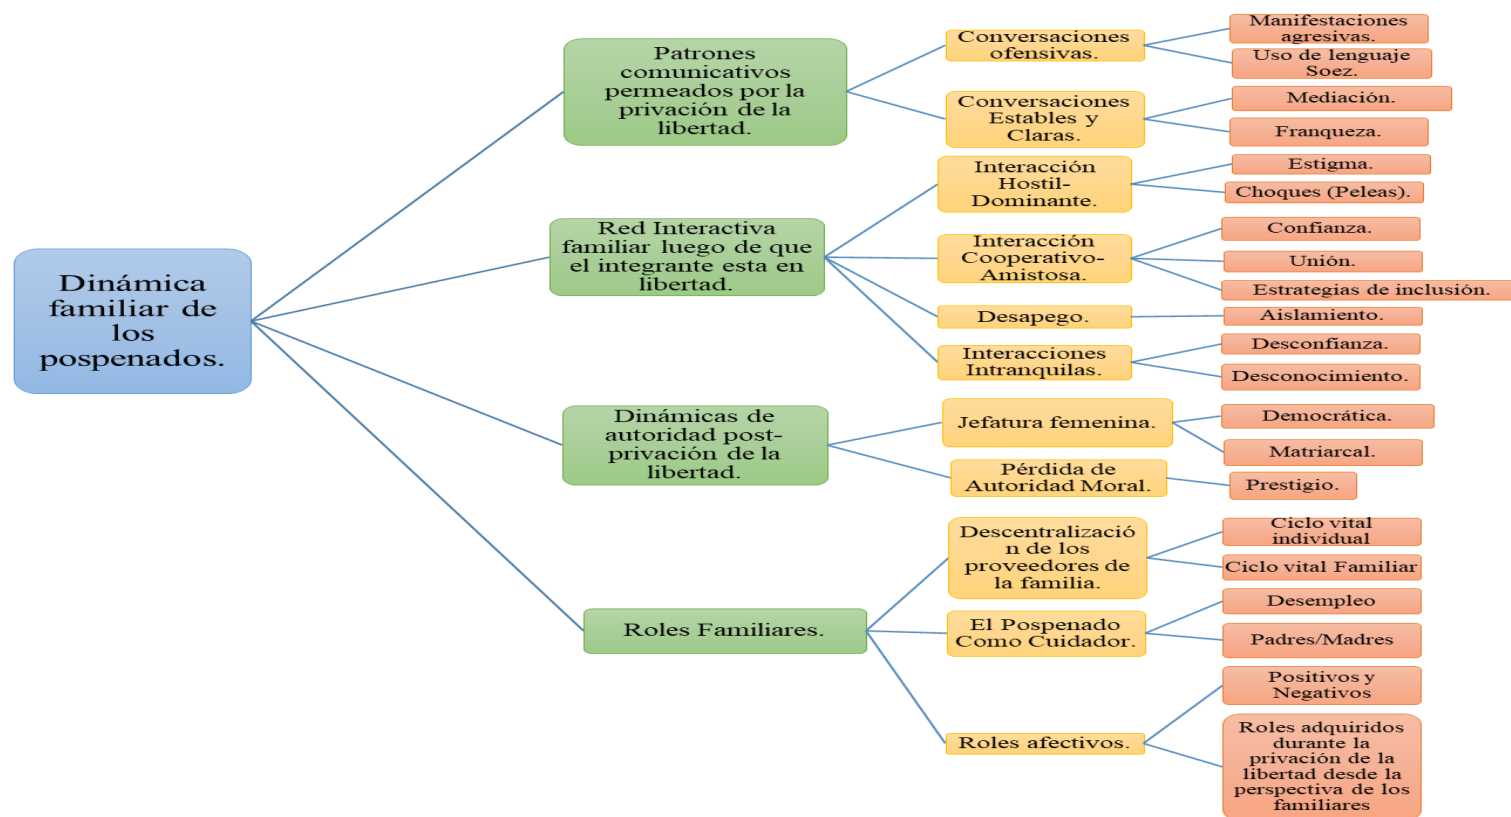 Dinámica
familiar de
los
pospenados.
Patrones
comunicativos
permeados por la
privación de la
libertad.
Conversaciones
ofensivas.
Manifestaciones
agresivas.
Uso de lenguaje
Soez.
Conversaciones
Estables y
Claras.
Mediación.
Franqueza.
Red Interactiva
familiar luego de que
el integrante esta en
libertad.
Interacción
Hostil-
Dominante.
Estigma.
Choques (Peleas).
Interacción
Cooperativo-
Amistosa.
Confianza.
Unión.
Estrategias de inclusión.
Desapego.
Aislamiento.
Interacciones
Intranquilas.
Desconfianza.
Desconocimiento.
Dinámicas de
autoridad post-
privación de la
libertad.
Jefatura femenina.
Democrática.
Matriarcal.
Pérdida de
Autoridad Moral.
Prestigio.
Roles Familiares.
Descentralizació
n de los
proveedores de
la familia.
Ciclo vital
individual
Ciclo vital Familiar
El Pospenado
Como Cuidador.
Desempleo
Padres/Madres
Roles afectivos.
Positivos y
Negativos
Roles adquiridos
durante la
privación de la
libertad desde la
perspectiva de los
familiares